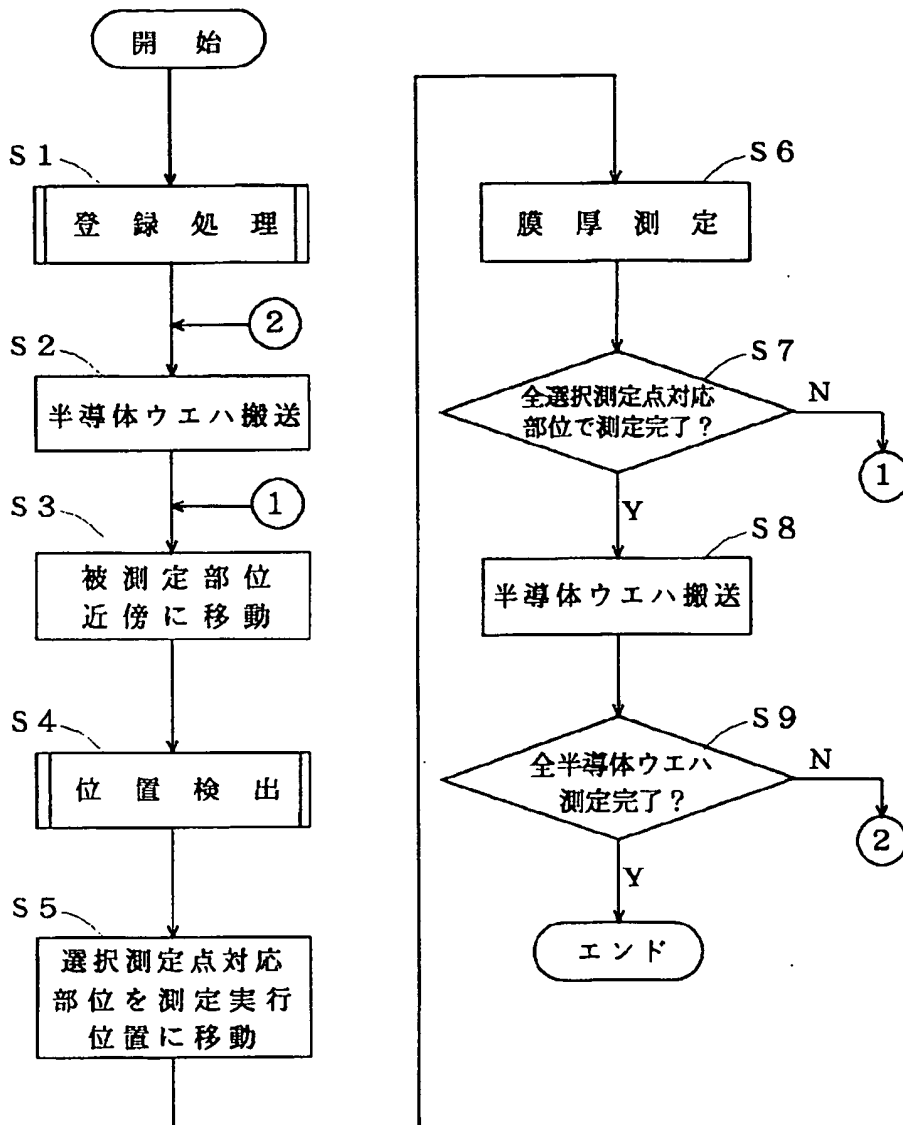 開始
S1
登録処理
②
S2
半導体ウエハ搬送
①
S3
被測定部位
近傍に移動
S4
位置検出
S5
選択測定点対応
部位を測定実行
位置に移動
S6
膜厚測定
S7
全選択測定点対応
部位で測定完了？
N
①
Y
S8
半導体ウエハ搬送
S9
全半導体ウエハ
測定完了？
N
②
Y
エンド